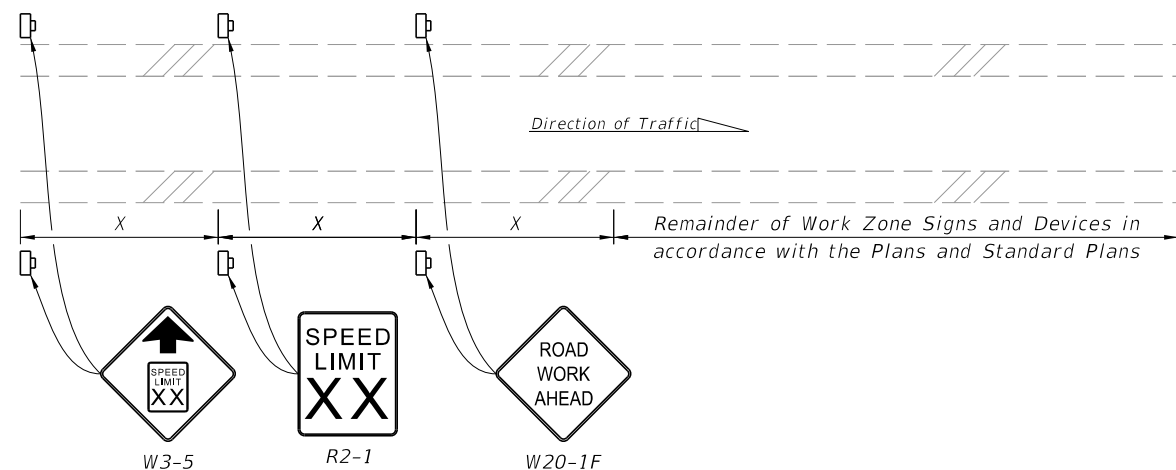 Direction of Traffic
X
X
X
Remainder of Work Zone Signs and Devices in
accordance with the Plans and Standard Plans
SPEED
LIMIT
XX
W3-5
SPEED
LIMIT
XX
R2-1
ROAD
WORK
AHEAD
W20-1F